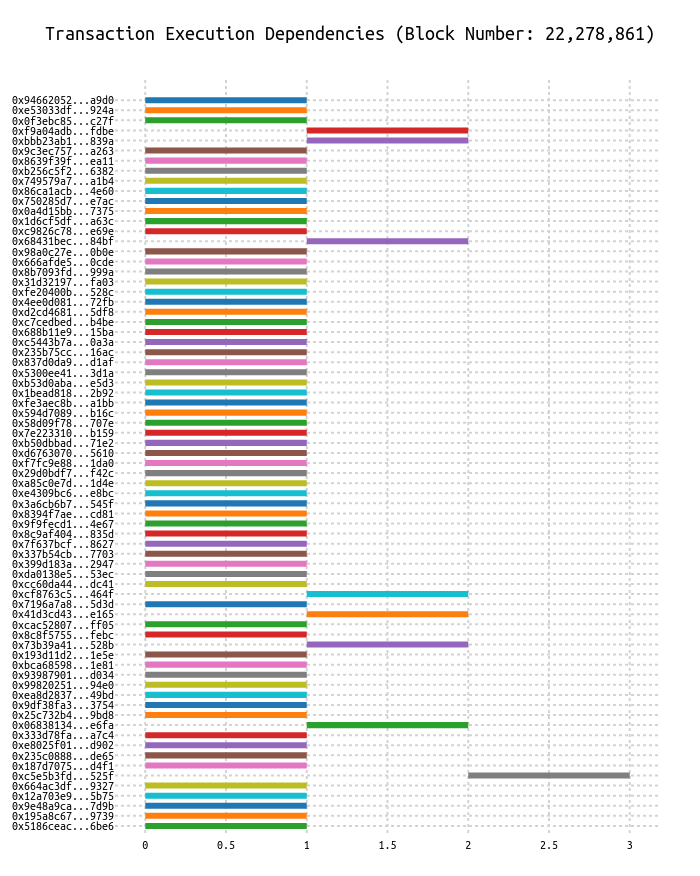 Transaction Execution Dependencies (Block Number: 22,278,861)
0x94662052...a9d0
0xe53033df...924a
0x0f3ebc85...c27f
0xf9a04adb...fdbe
0xbbb23ab1...839a
0x9c3ec757...a263
0x8639f39f...ea11
0xb256c5f2...6382
0x749579a7...a1b4
0x86ca1acb...4e60
0x750285d7...e7ac
0x0a4d15bb...7375
0x1d6cf5df...a63c
0xc9826c78...e69e
0x68431bec...84bf
0x98a0c27e...0b0e
0x666afde5...0cde
0x8b7093fd...999a
0x31d32197...fa03
0xfe20400b...528c
0x4ee0d081...72fb
0xd2cd4681...5df8
0xc7cedbed...b4be
0x688b11e9...15ba
0xc5443b7a...0a3a
0x235b75cc...16ac
0x837d0da9...d1af
0x5300ee41...3d1a
0xb53d0aba...e5d3
0x1bead818...2b92
0xfe3aec8b...a1bb
0x594d7089...b16c
0x58d09f78...707e
0x7e223310...b159
0xb50dbbad...71e2
0xd6763070...5610
0xf7fc9e88...1da0
0x29d0bdf7...f42c
0xa85c0e7d...1d4e
0xe4309bc6...e8bc
0x3a6cb6b7...545f
0x8394f7ae...cd81
0x9f9fecd1...4e67
0x8c9af404...835d
0x7f637bcf...8627
0x337b54cb...7703
0x399d183a...2947
0xda0138e5...53ec
0xcc60da44...dc41
0xcf8763c5...464f
0x7196a7a8...5d3d
0x41d3cd43...e165
0xcac52807...ff05
0x8c8f5755...febc
0x73b39a41...528b
0x193d11d2...1e5e
0xbca68598...1e81
0x93987901...d034
0x99820251...94e0
0xea8d2837...49bd
0x9df38fa3...3754
0x25c732b4...9bd8
0x06838134...e6fa
0x333d78fa...a7c4
0xe8025f01...d902
0x235c0888...de65
0x187d7075...d4f1
0xc5e5b3fd...525f
0x664ac3df...9327
0x12a703e9...5b75
0x9e48a9ca...7d9b
0x195a8c67...9739
0x5186ceac...6be6
0 0.5 1 1.5 2 2.5 3